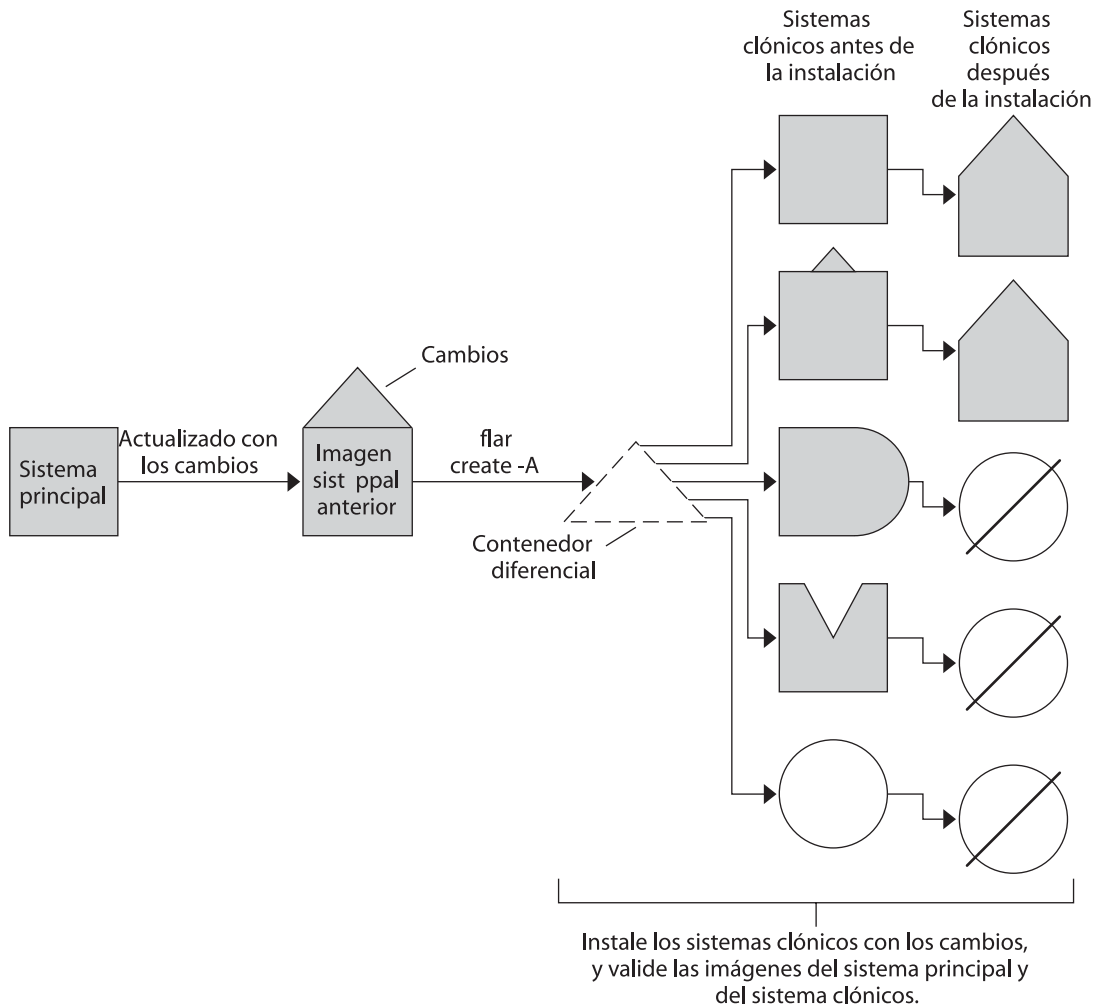 Sistemas
clónicos antes de
la instalación
Sistemas
clónicos
después
de la instalación
Cambios
Sistema
principal
Actualizado con
los cambios
Imagen
sist ppal
anterior
flar
create -A
Contenedor
diferencial
Instale los sistemas clónicos con los cambios,
y valide las imágenes del sistema principal y
del sistema clónicos.